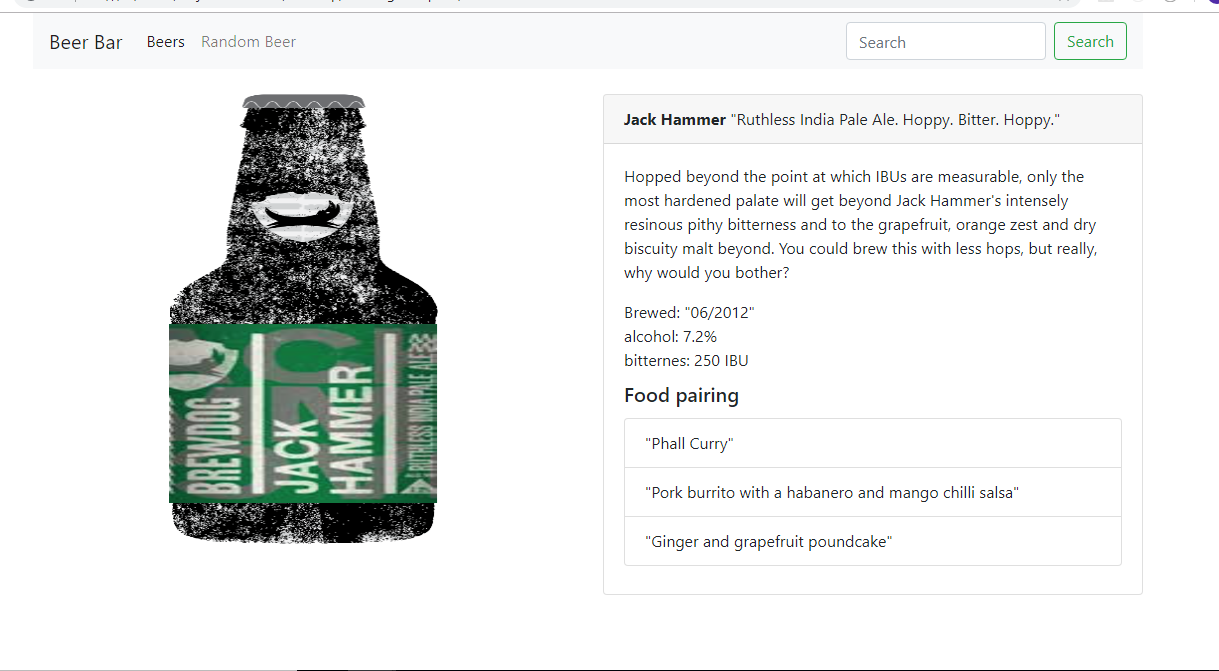 Beer Bar
Beers
Random Beer
Search
Search
Jack Hammer "Ruthless India Pale Ale. Hoppy. Bitter. Hoppy."
Hopped beyond the point at which IBUs are measurable, only the
most hardened palate will get beyond Jack Hammer's intensely
resinous pithy bitterness and to the grapefruit, orange zest and dry
biscuity malt beyond. You could brew this with less hops, but really,
why would you bother?
Brewed: "06/2012"
alcohol: 7.2%
bitternes: 250 IBU
Food pairing
"Phall Curry"
"Pork burrito with a habanero and mango chilli salsa"
"Ginger and grapefruit poundcake"
BREWDOG
JACK
HAMMER
RUTHLESS INDIA PALE ALE